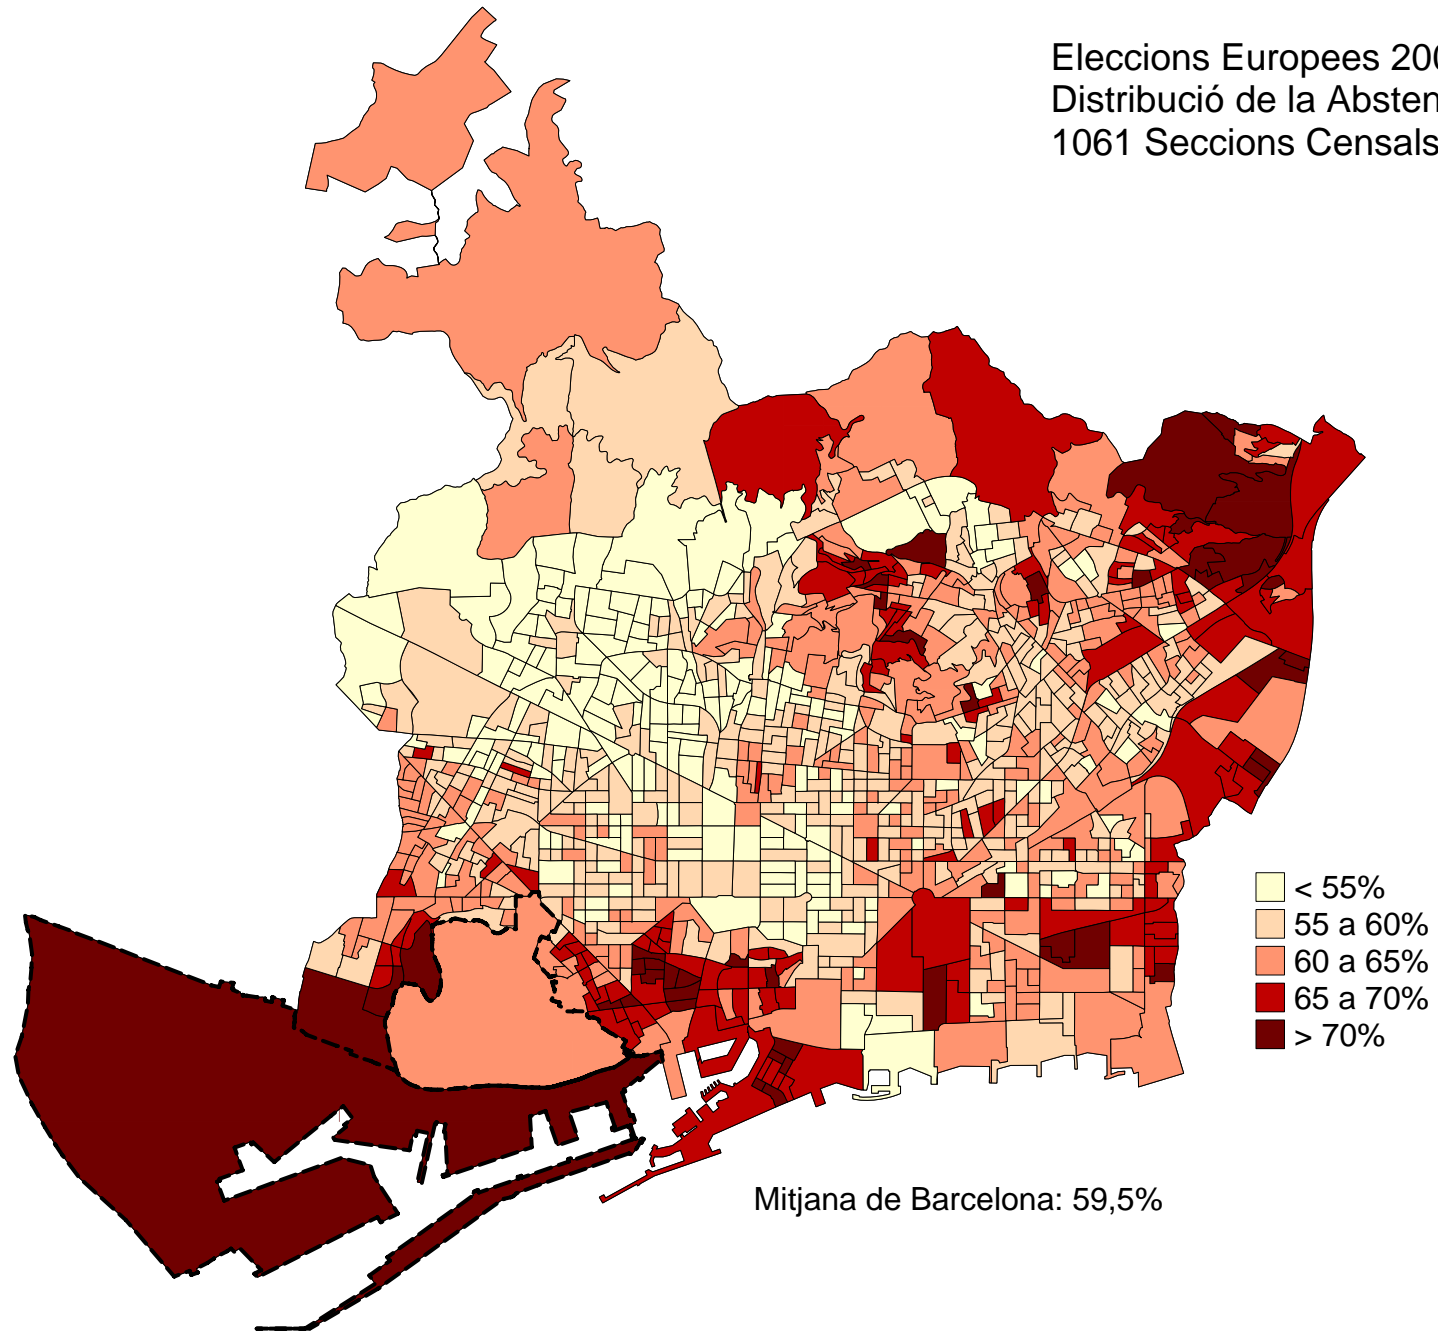 Eleccions Europees 200
Distribució de la Absten
1061 Seccions Censals
< 55%
55 a 60%
60 a 65%
65 a 70%
> 70%
Mitjana de Barcelona: 59,5%